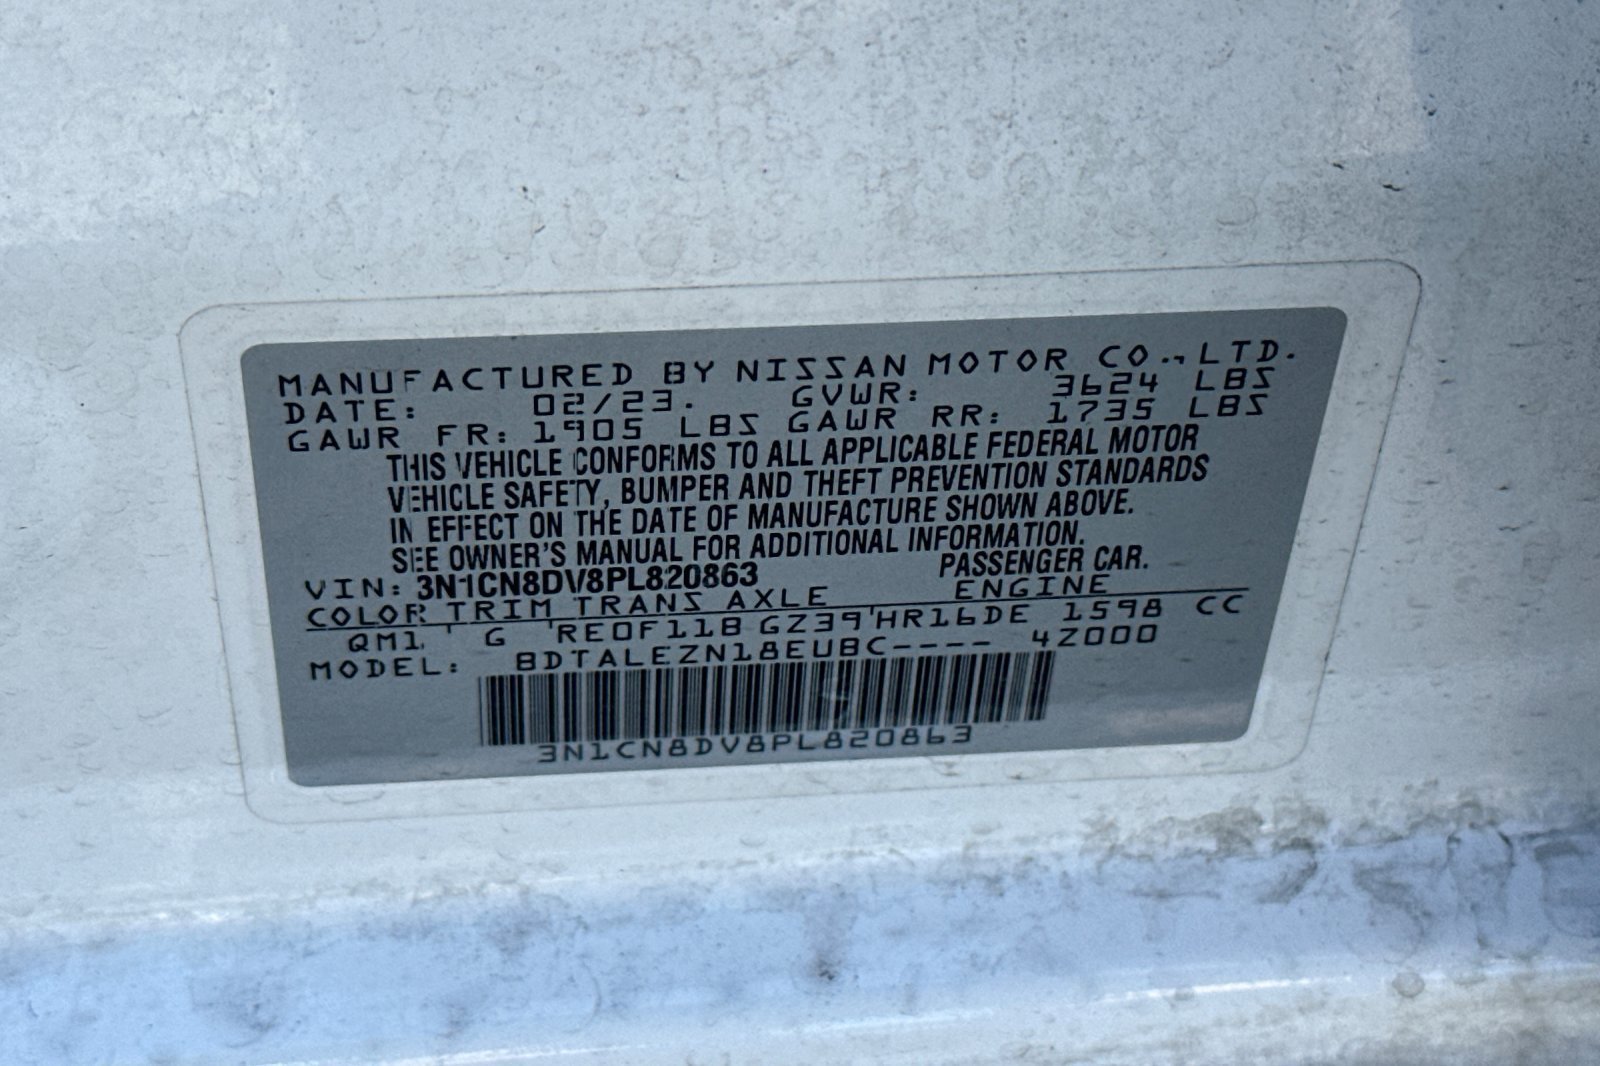 MANUFACTURED BY NISSAN MOTOR CO., LTD.
DATE: 02/23. GVWR: 3624 LBS
GAWR FR: 1905 LBS GAWR RR: 1735 LBS
THIS VEHICLE CONFORMS TO ALL APPLICABLE FEDERAL MOTOR
VEHICLE SAFETY, BUMPER AND THEFT PREVENTION STANDARDS
IN EFFECT ON THE DATE OF MANUFACTURE SHOWN ABOVE.
SEE OWNER'S MANUAL FOR ADDITIONAL INFORMATION.
VIN: 3N1CN8DV8PL820863 PASSENGER CAR.
COLOR TRIM TRANS AXLE ENGINE
QM1 G RE0F11B GZ39 HR16DE 1598 CC
MODEL: BDTALEZN18EUBC---- 4Z000
3N1CN8DV8PL820863